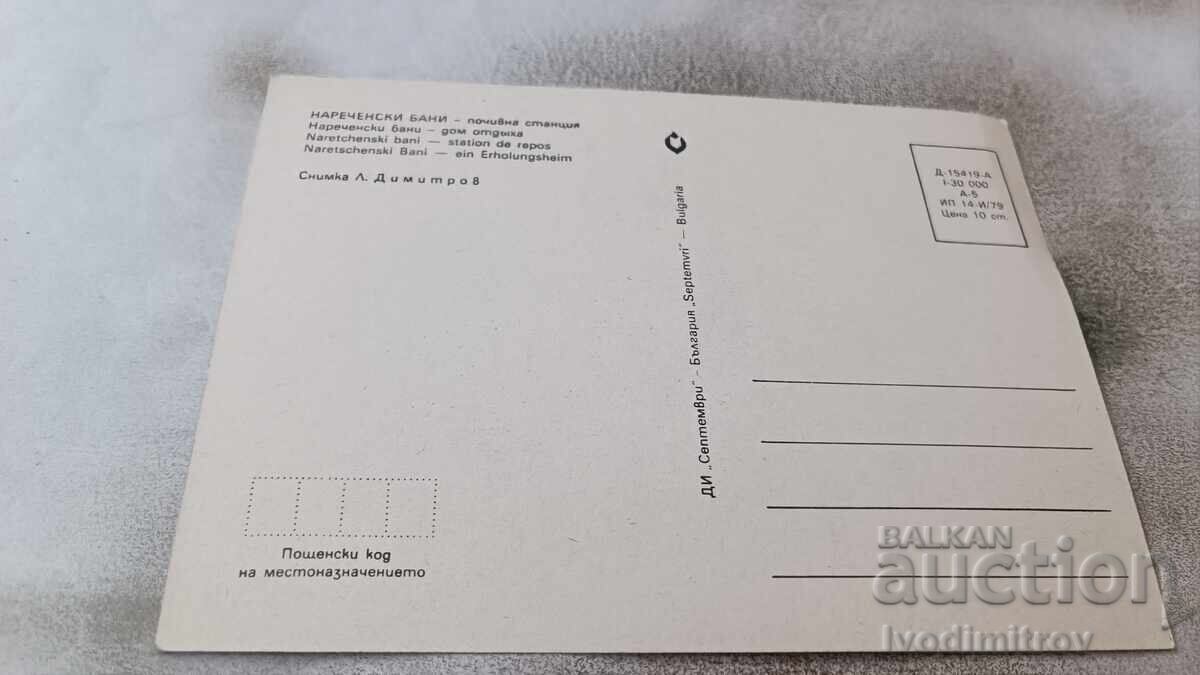 НАРЕЧЕНСКИ БАНИ – почивна станция
Нареченски бани – дом отдыха
Naretchenski bani — station de repos
Naretschenski Bani — ein Erholungsheim
Снимка Л. Димитров
Д-15419-А
I-30 000
А-5
ИП 14-И/79
Цена 10 ст.
ДИ „Септември" - България „Septemvri" — Bulgaria
Пощенски код
на местоназначението
BALKAN
auction
Ivodimitrov